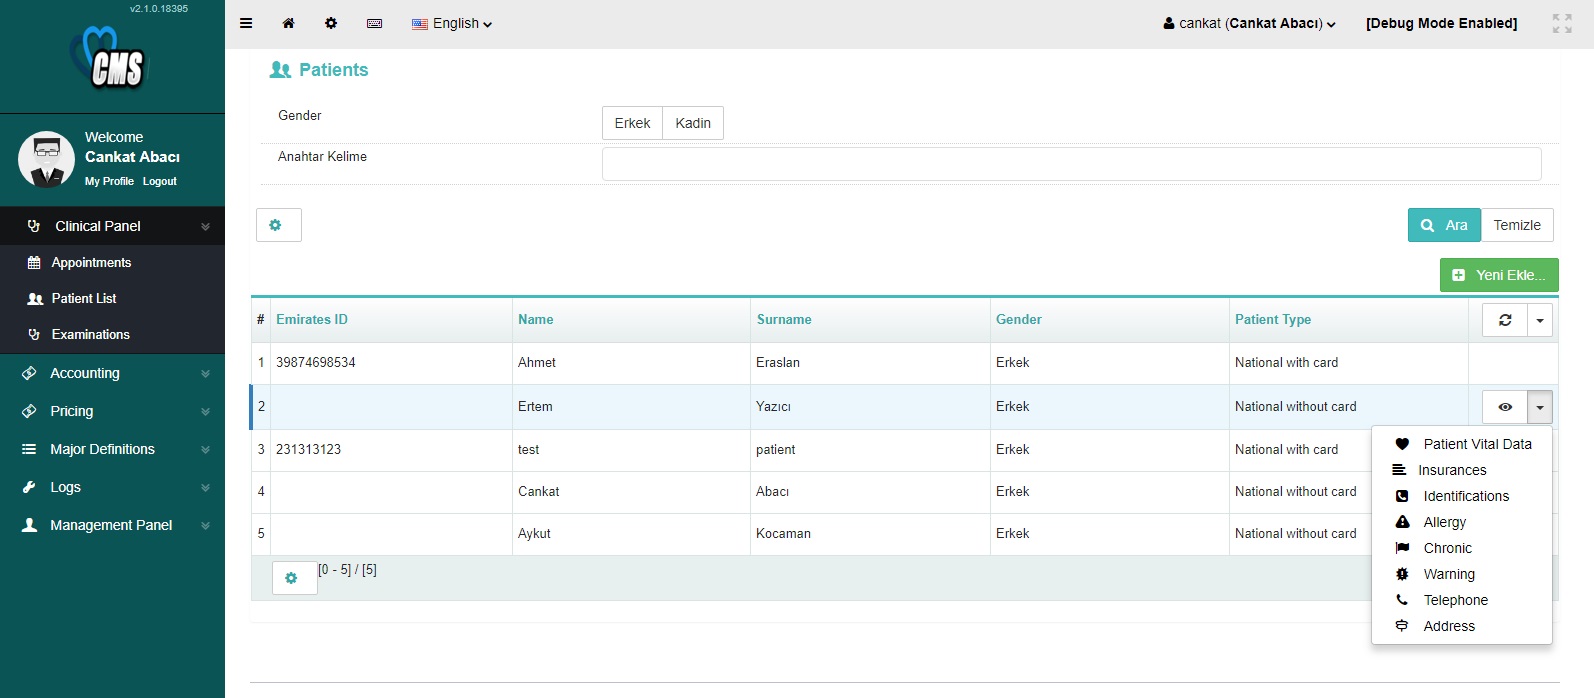 v2.1.0.18395
CMS
Welcome
Cankat Abacı
My Profile Logout
Clinical Panel
Appointments
Patient List
Examinations
Accounting
Pricing
Major Definitions
Logs
Management Panel
English
cankat (Cankat Abacı)
[Debug Mode Enabled]
Patients
Gender
Erkek Kadin
Anahtar Kelime
Ara Temizle
Yeni Ekle...
# Emirates ID Name Surname Gender Patient Type
1 39874698534 Ahmet Eraslan Erkek National with card
2 Ertem Yazıcı Erkek National without card
3 231313123 test patient Erkek National with card
4 Cankat Abacı Erkek National without card
5 Aykut Kocaman Erkek National without card
[0 - 5] / [5]
Patient Vital Data
Insurances
Identifications
Allergy
Chronic
Warning
Telephone
Address